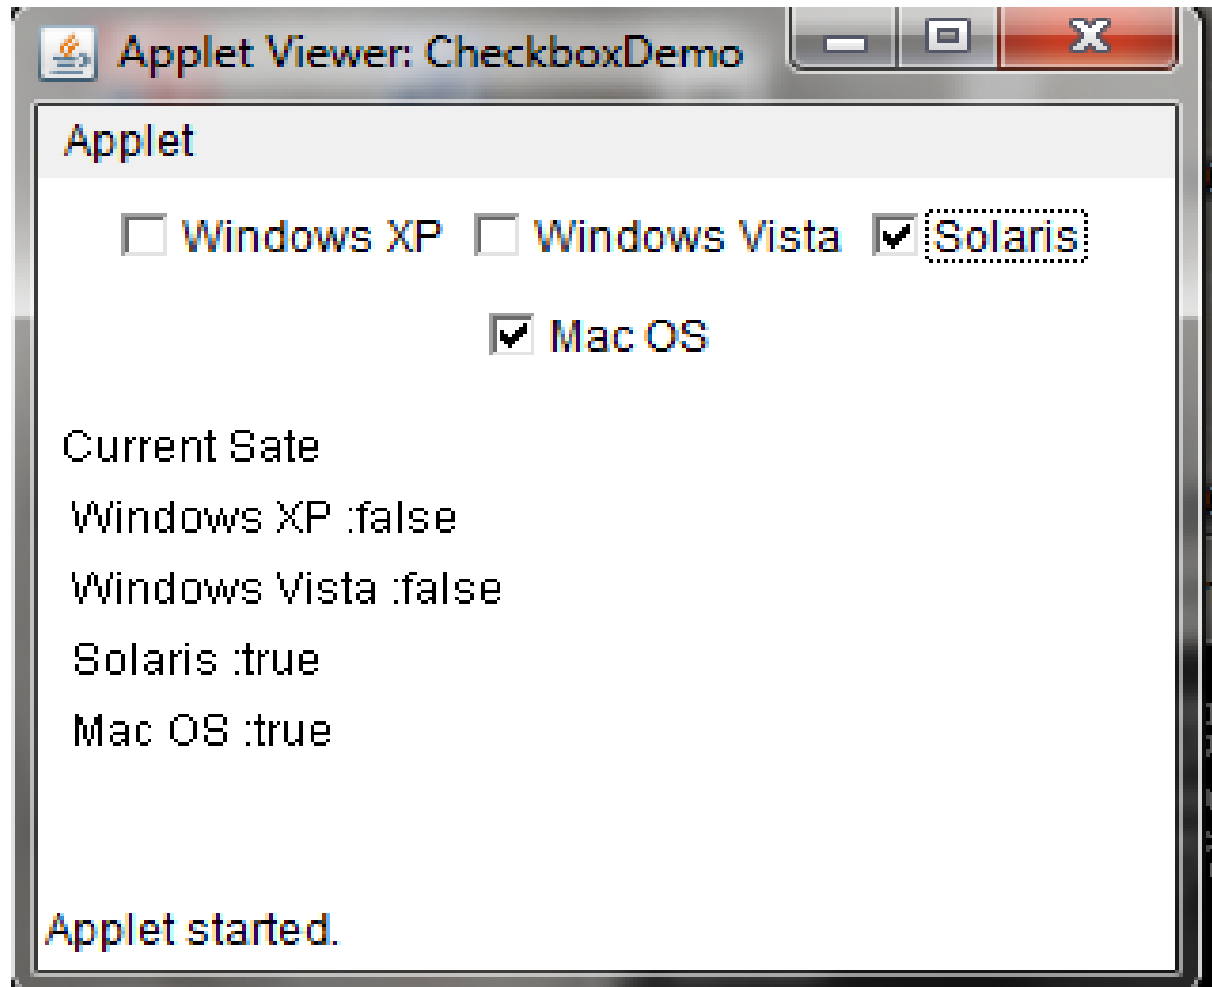 Applet Viewer: CheckboxDemo
Applet
Windows XP Windows Vista Solaris
Mac OS
Current Sate
Windows XP :false
Windows Vista :false
Solaris :true
Mac OS :true
Applet started.